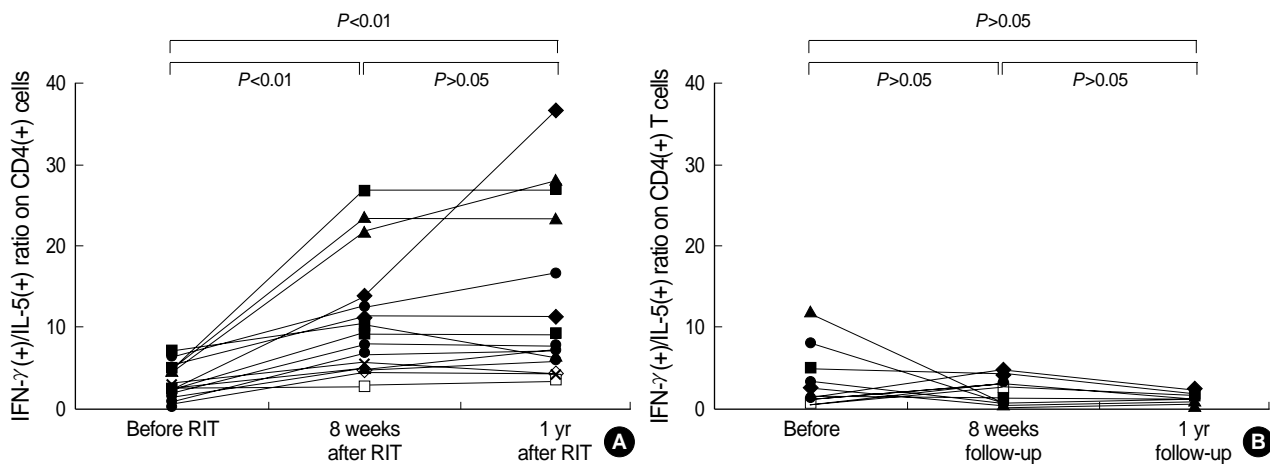 P<0.01
P<0.01
P>0.05
IFN-γ(+)/IL-5(+) ratio on CD4(+) cells
40
30
20
10
0
Before RIT
8 weeks
after RIT
1 yr
after RIT
A
P>0.05
P>0.05
P>0.05
IFN-γ(+)/IL-5(+) ratio on CD4(+) T cells
40
30
20
10
0
Before
8 weeks
follow-up
1 yr
follow-up
B